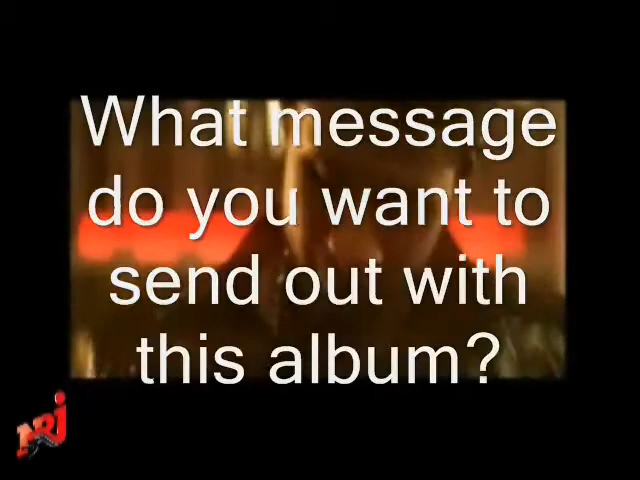 What message
do you want to
send out with
this album?
NRJ